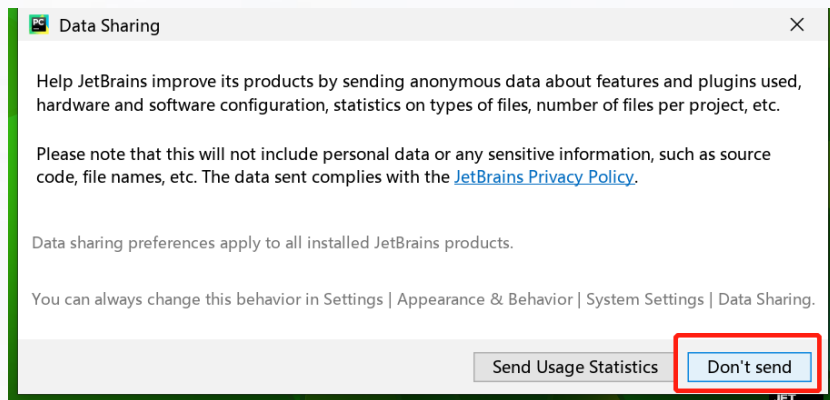 PC
Data Sharing
Help JetBrains improve its products by sending anonymous data about features and plugins used,
hardware and software configuration, statistics on types of files, number of files per project, etc.
Please note that this will not include personal data or any sensitive information, such as source
code, file names, etc. The data sent complies with the JetBrains Privacy Policy.
Data sharing preferences apply to all installed JetBrains products.
You can always change this behavior in Settings | Appearance & Behavior | System Settings | Data Sharing.
Send Usage Statistics
Don't send
JET